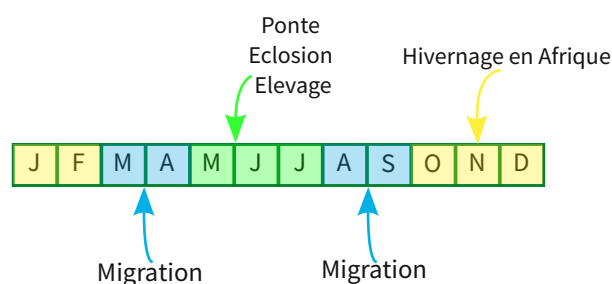 Ponte
Eclosion
Elevage
Hivernage en Afrique
J F M A M J J A S O N D
Migration
Migration